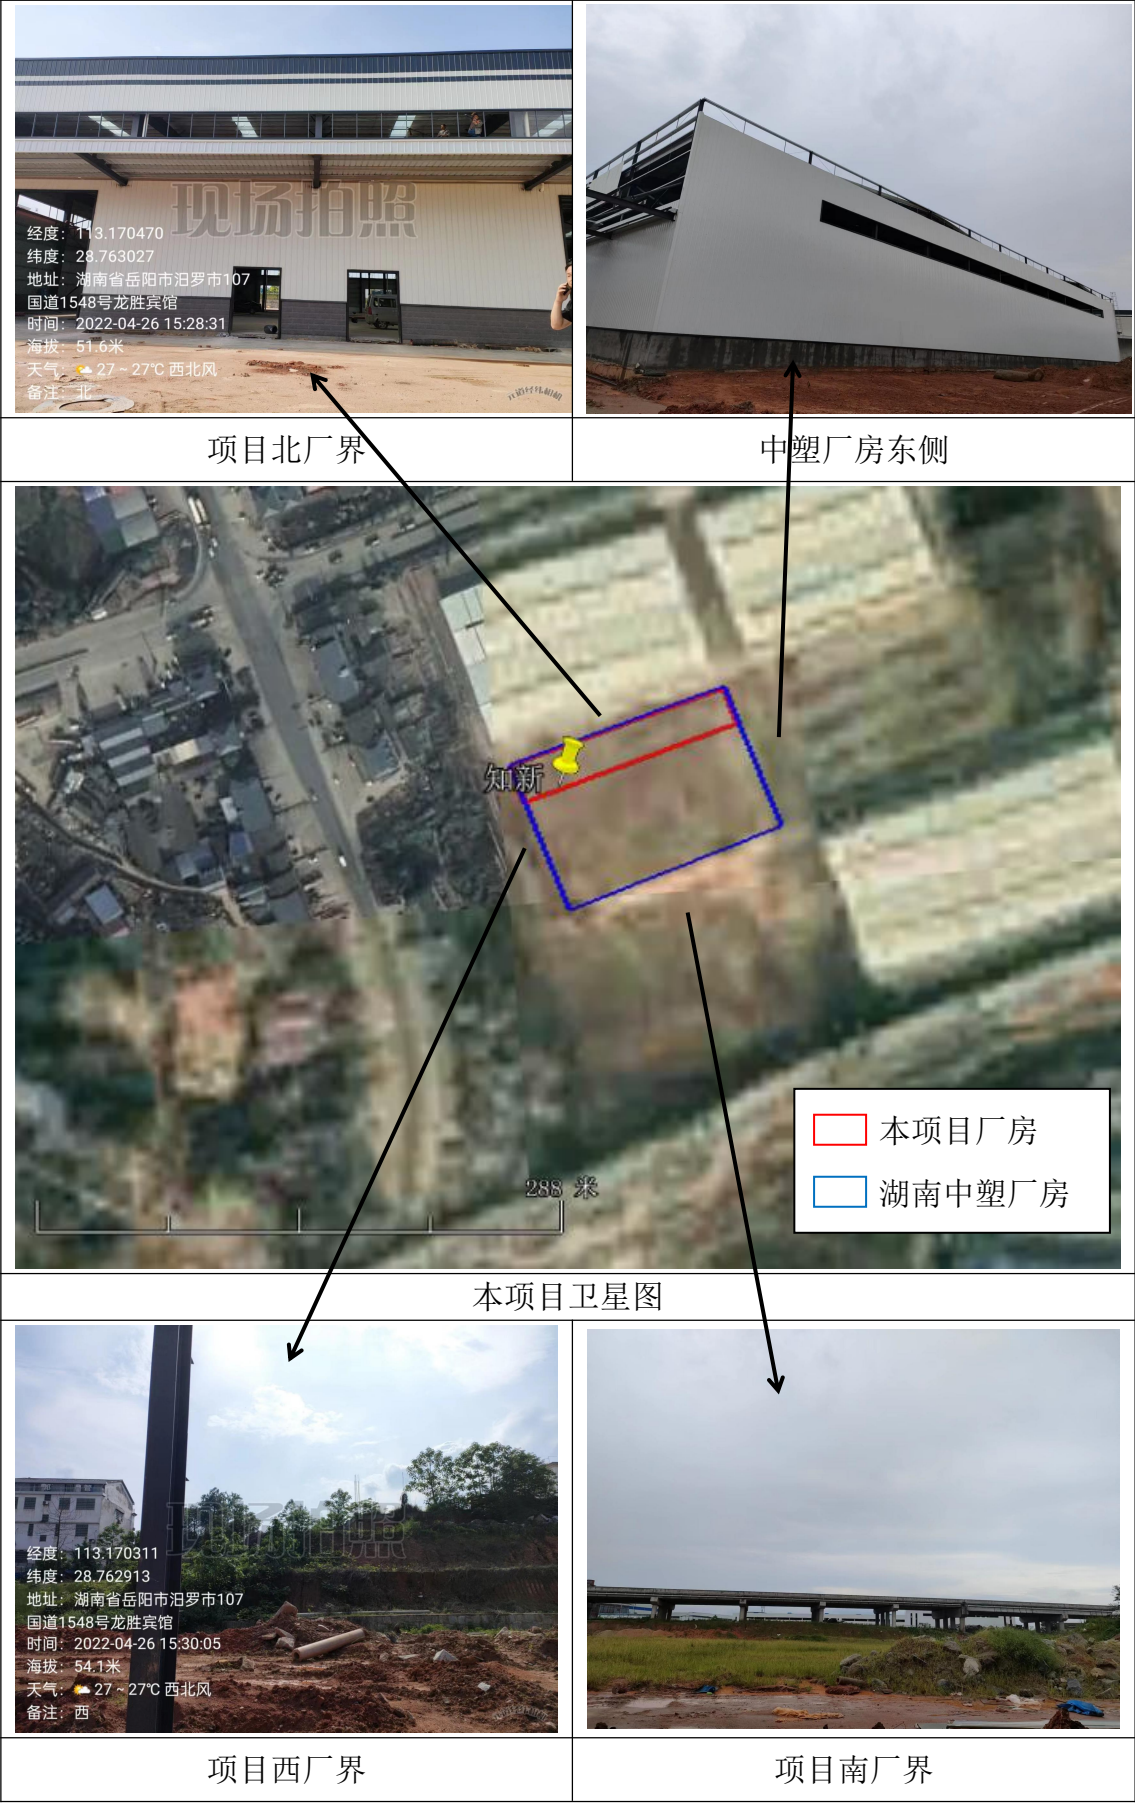 现场拍照
经度：113.170470
纬度：28.763027
地址：湖南省岳阳市汨罗市107
国道1548号龙胜宾馆
时间：2022-04-26 15:28:31
海拔：51.6米
天气：27 ~ 27℃ 西北风
备注：北
项目北厂界
中塑厂房东侧
知新
288 米
本项目厂房
湖南中塑厂房
本项目卫星图
现场拍照
经度：113.170311
纬度：28.762913
地址：湖南省岳阳市汨罗市107
国道1548号龙胜宾馆
时间：2022-04-26 15:30:05
海拔：54.1米
天气：27 ~ 27℃ 西北风
备注：西
项目西厂界
项目南厂界